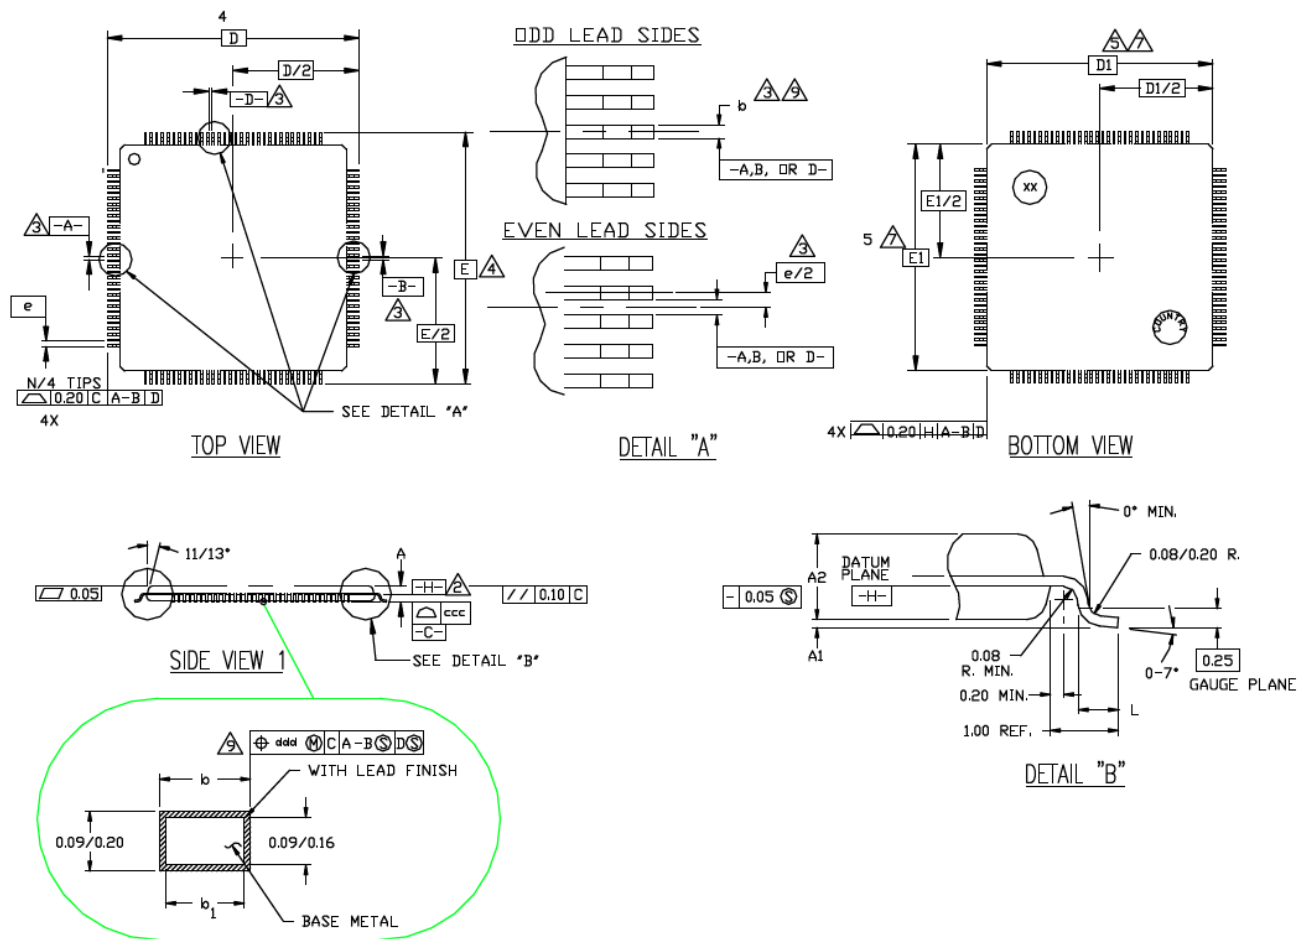 4
D
D/2
-D- 3
3 -A-
e
E 4
-B-
3
E/2
N/4 TIPS
0.20 C A-B D
4X
SEE DETAIL "A"
TOP VIEW
ODD LEAD SIDES
b 3 9
-A,B, OR D-
EVEN LEAD SIDES
3
e/2
-A,B, OR D-
DETAIL "A"
5 7
D1
D1/2
XX
E1/2
5 7
E1
COUNTRY
4X 0.20 H A-B D
BOTTOM VIEW
11/13°
A
0.05
-H- 2
// 0.10 C
ccc
-C-
SEE DETAIL "B"
SIDE VIEW 1
9 ⌖ ddd Ⓜ C A-B Ⓢ D Ⓢ
WITH LEAD FINISH
b
0.09/0.20
0.09/0.16
b1
BASE METAL
0° MIN.
0.08/0.20 R.
DATUM
PLANE
-H-
A2
- 0.05 Ⓢ
A1
0.08
R. MIN.
0.20 MIN.
1.00 REF.
L
0-7°
0.25
GAUGE PLANE
DETAIL "B"